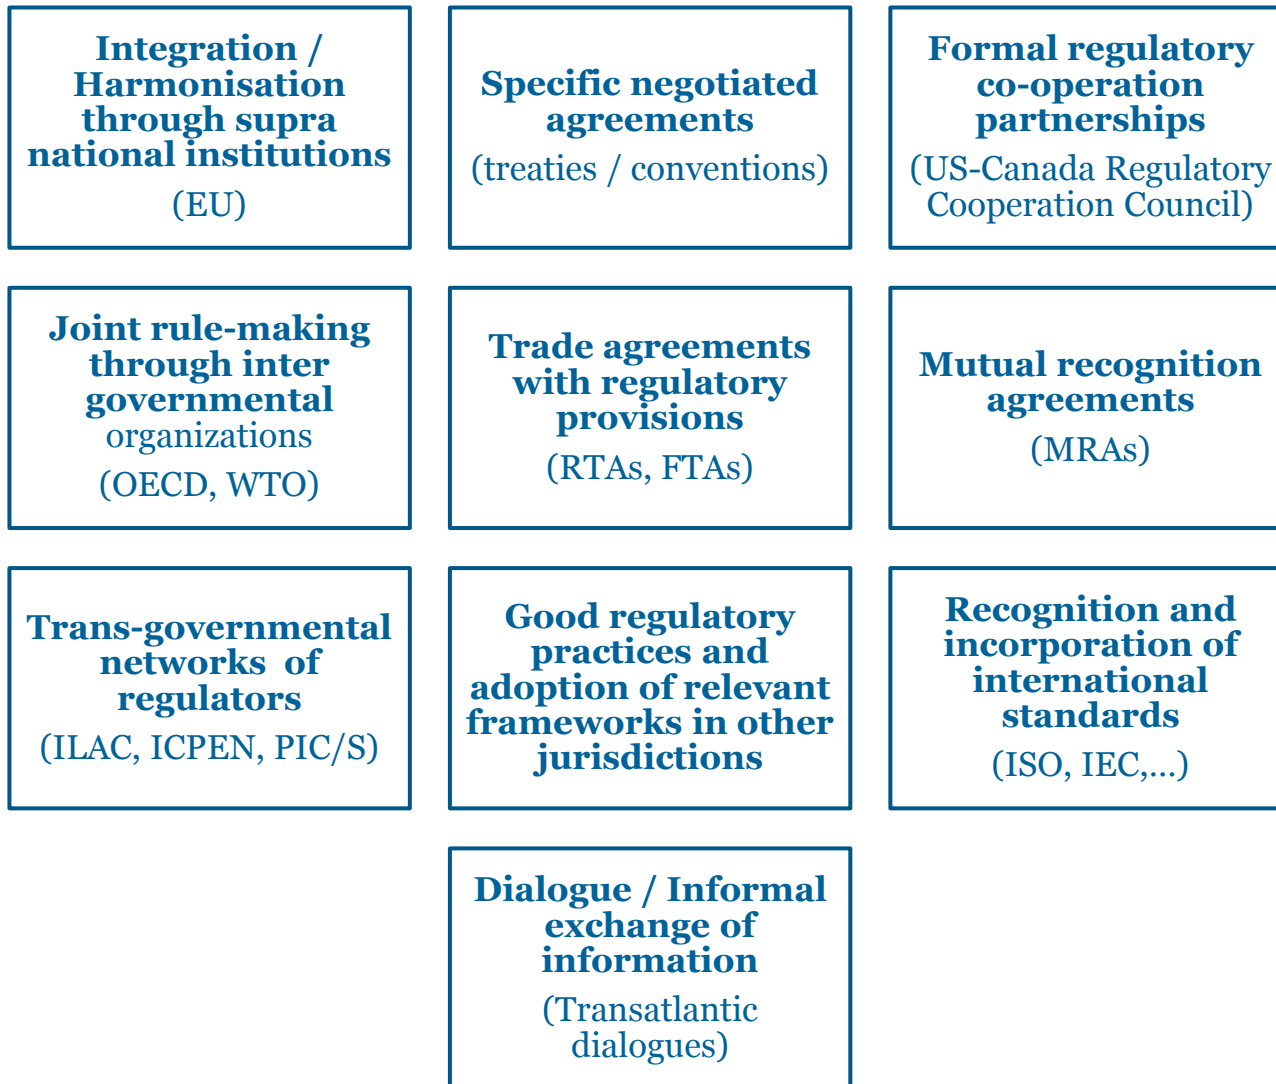 Integration /
Harmonisation
through supra
national institutions
(EU)
Specific negotiated
agreements
(treaties / conventions)
Formal regulatory
co-operation
partnerships
(US-Canada Regulatory
Cooperation Council)
Joint rule-making
through inter
governmental
organizations
(OECD, WTO)
Trade agreements
with regulatory
provisions
(RTAs, FTAs)
Mutual recognition
agreements
(MRAs)
Trans-governmental
networks of
regulators
(ILAC, ICPEN, PIC/S)
Good regulatory
practices and
adoption of relevant
frameworks in other
jurisdictions
Recognition and
incorporation of
international
standards
(ISO, IEC,...)
Dialogue / Informal
exchange of
information
(Transatlantic
dialogues)